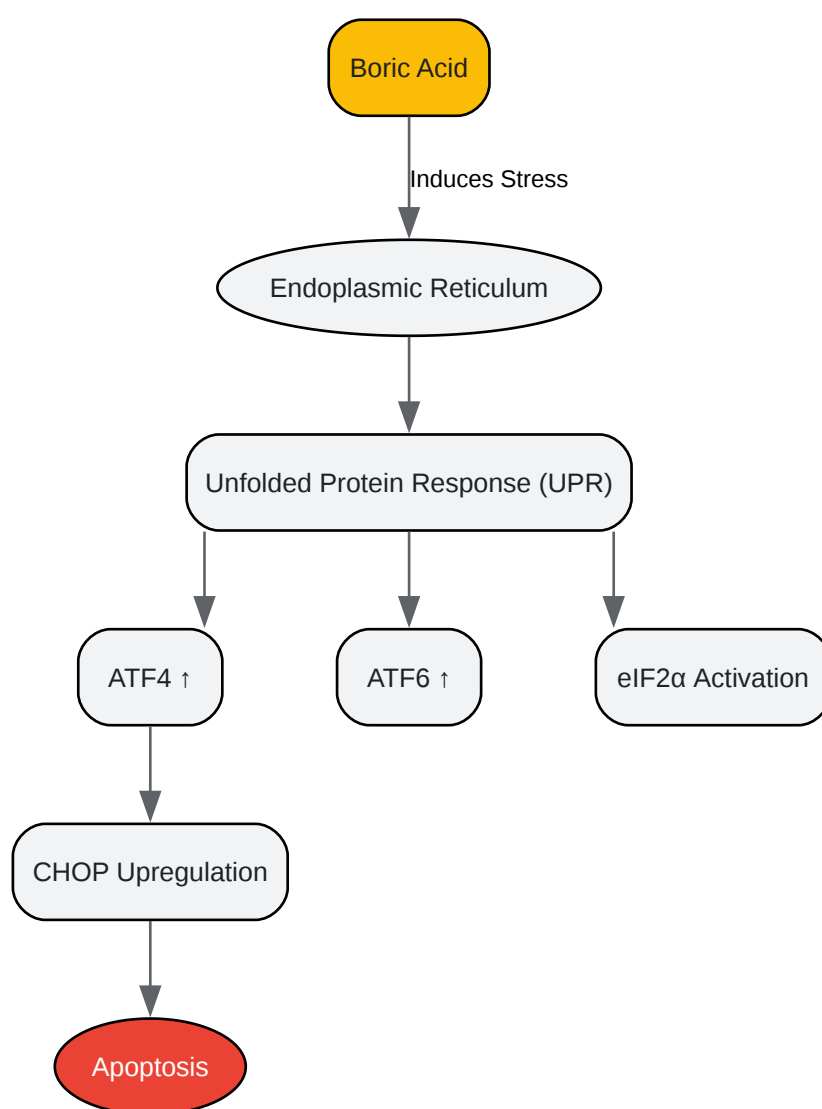 Boric Acid
Induces Stress
Endoplasmic Reticulum
Unfolded Protein Response (UPR)
ATF4 ↑
ATF6 ↑
eIF2α Activation
CHOP Upregulation
Apoptosis